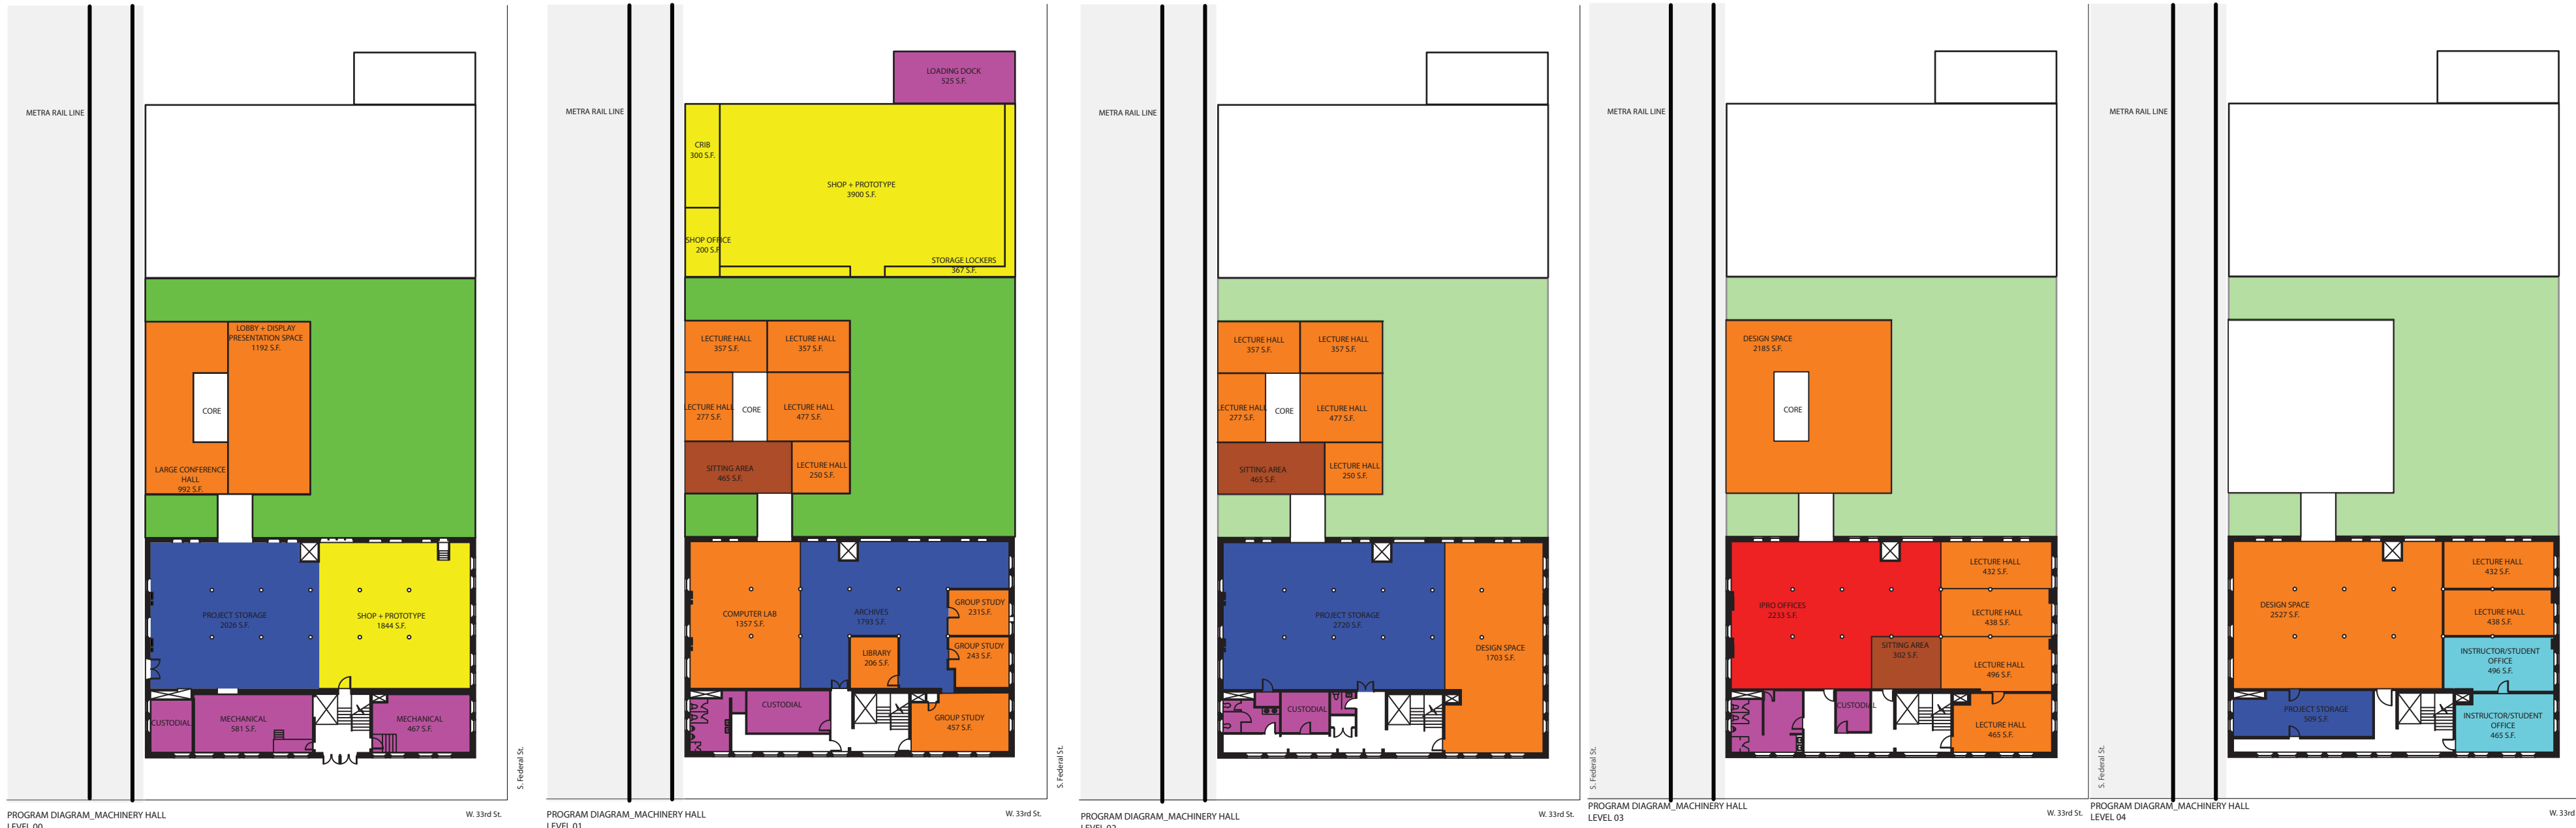 METRA RAIL LINE
LOBBY + DISPLAY
PRESENTATION SPACE
1192 S.F.
CORE
LARGE CONFERENCE
HALL
992 S.F.
PROJECT STORAGE
2026 S.F.
SHOP + PROTOTYPE
1844 S.F.
CUSTODIAL
MECHANICAL
581 S.F.
MECHANICAL
467 S.F.
S. Federal St.
W. 33rd St.
PROGRAM DIAGRAM_MACHINERY HALL
LEVEL 00
METRA RAIL LINE
LOADING DOCK
525 S.F.
CRIB
300 S.F.
SHOP + PROTOTYPE
3900 S.F.
SHOP OFFICE
200 S.F.
STORAGE LOCKERS
367 S.F.
LECTURE HALL
357 S.F.
LECTURE HALL
357 S.F.
LECTURE HALL
277 S.F.
CORE
LECTURE HALL
477 S.F.
SITTING AREA
465 S.F.
LECTURE HALL
250 S.F.
COMPUTER LAB
1357 S.F.
ARCHIVES
1793 S.F.
GROUP STUDY
231S.F.
GROUP STUDY
243 S.F.
LIBRARY
206 S.F.
CUSTODIAL
GROUP STUDY
457 S.F.
S. Federal St.
W. 33rd St.
PROGRAM DIAGRAM_MACHINERY HALL
LEVEL 01
METRA RAIL LINE
LECTURE HALL
357 S.F.
LECTURE HALL
357 S.F.
LECTURE HALL
277 S.F.
CORE
LECTURE HALL
477 S.F.
SITTING AREA
465 S.F.
LECTURE HALL
250 S.F.
PROJECT STORAGE
2720 S.F.
DESIGN SPACE
1703 S.F.
CUSTODIAL
S. Federal St.
W. 33rd St.
PROGRAM DIAGRAM_MACHINERY HALL
LEVEL 02
METRA RAIL LINE
DESIGN SPACE
2185 S.F.
CORE
IPRO OFFICES
2233 S.F.
LECTURE HALL
432 S.F.
LECTURE HALL
438 S.F.
SITTING AREA
302 S.F.
LECTURE HALL
496 S.F.
CUSTODIAL
LECTURE HALL
465 S.F.
S. Federal St.
W. 33rd St.
PROGRAM DIAGRAM_MACHINERY HALL
LEVEL 03
METRA RAIL LINE
DESIGN SPACE
2527 S.F.
LECTURE HALL
432 S.F.
LECTURE HALL
438 S.F.
INSTRUCTOR/STUDENT
OFFICE
496 S.F.
PROJECT STORAGE
509 S.F.
INSTRUCTOR/STUDENT
OFFICE
465 S.F.
W. 33rd
PROGRAM DIAGRAM_MACHINERY HALL
LEVEL 04